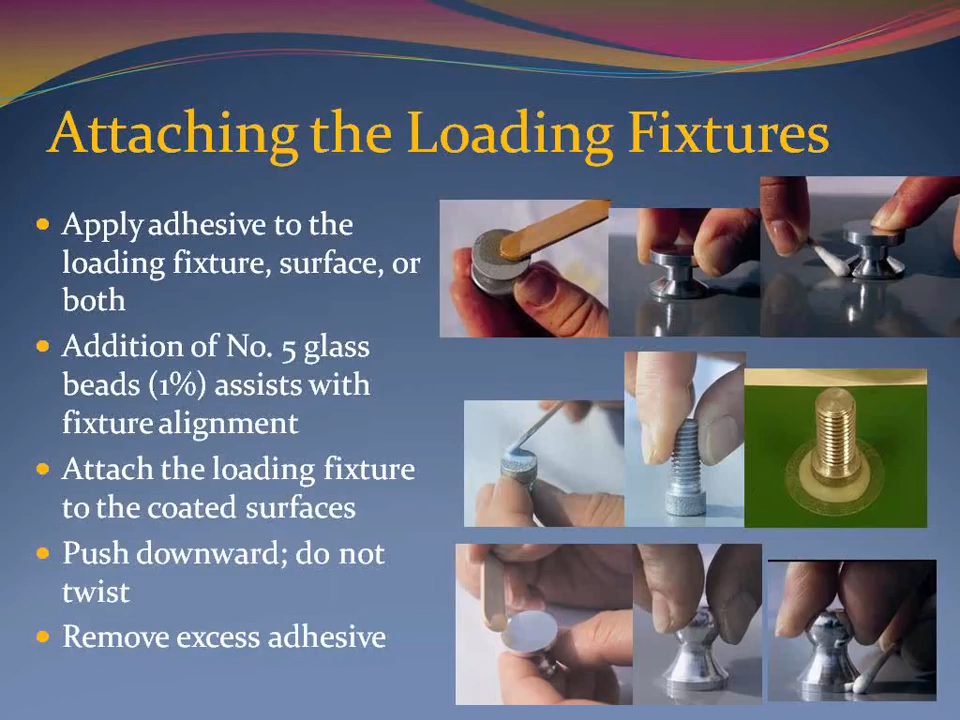 Attaching the Loading Fixtures
• Apply adhesive to the
loading fixture, surface, or
both
• Addition of No. 5 glass
beads (1%) assists with
fixture alignment
• Attach the loading fixture
to the coated surfaces
• Push downward; do not
twist
• Remove excess adhesive